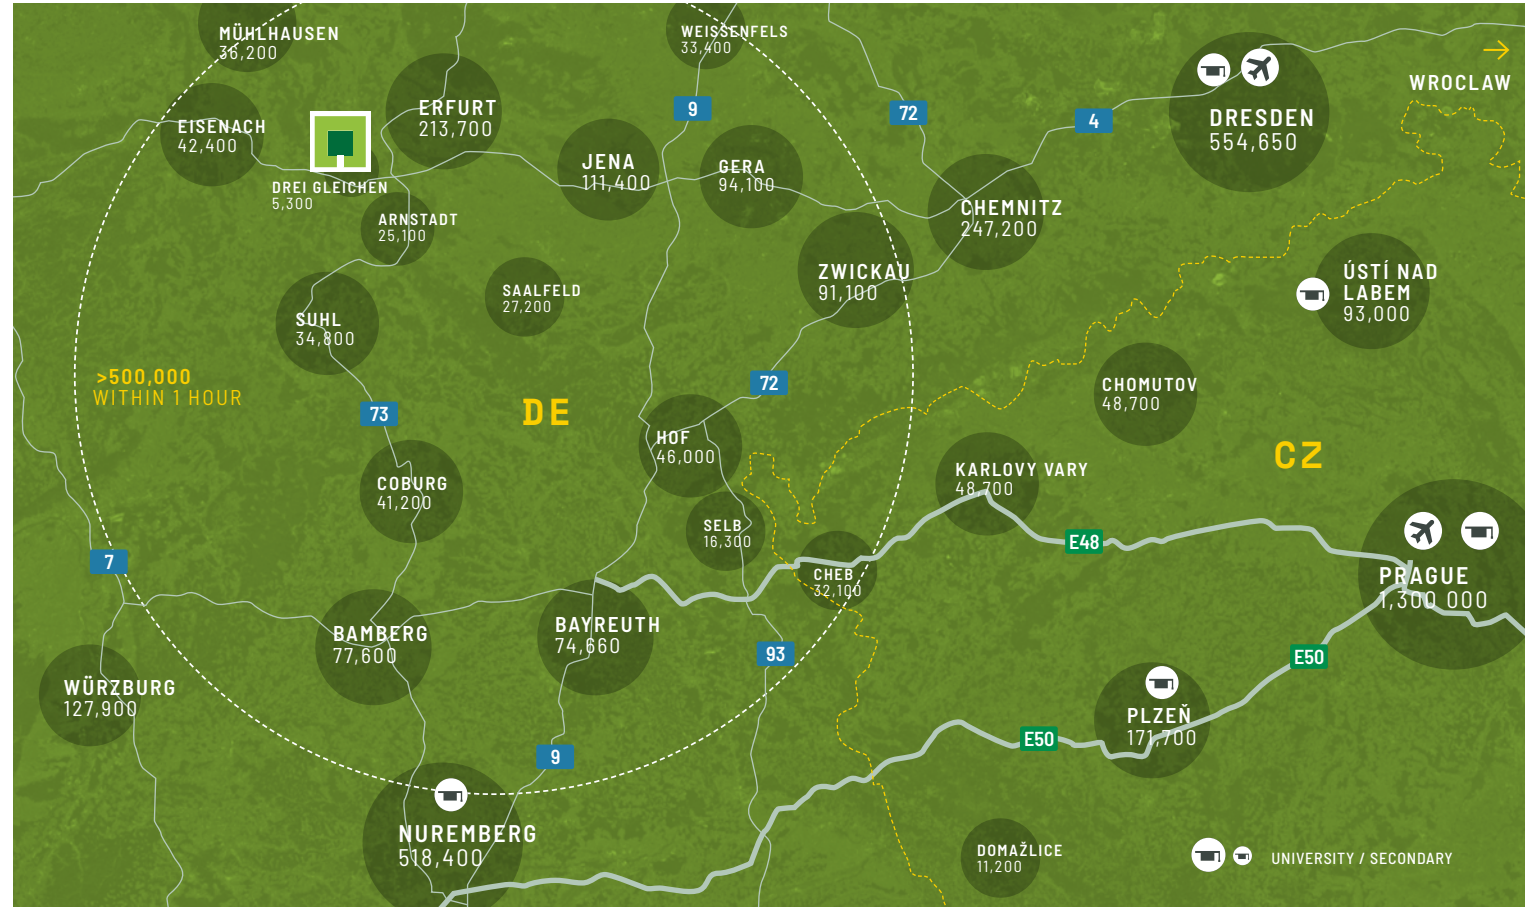 MÜHLHAUSEN
36,200
WEISSENFELS
33,400
WROCLAW
ERFURT
213,700
9
72
4
DRESDEN
554,650
EISENACH
42,400
JENA
111,400
GERA
94,100
DREI GLEICHEN
5,300
ARNSTADT
25,100
CHEMNITZ
247,200
ZWICKAU
91,100
ÚSTÍ NAD
LABEM
93,000
SAALFELD
27,200
SUHL
34,800
>500,000
WITHIN 1 HOUR
73
DE
72
CHOMUTOV
48,700
HOF
46,000
CZ
COBURG
41,200
KARLOVY VARY
48,700
SELB
16,300
E48
7
CHEB
32,100
PRAGUE
1,300 000
BAMBERG
77,600
BAYREUTH
74,660
93
E50
WÜRZBURG
127,900
PLZEŇ
171,700
E50
9
NUREMBERG
518,400
DOMAŽLICE
11,200
UNIVERSITY / SECONDARY